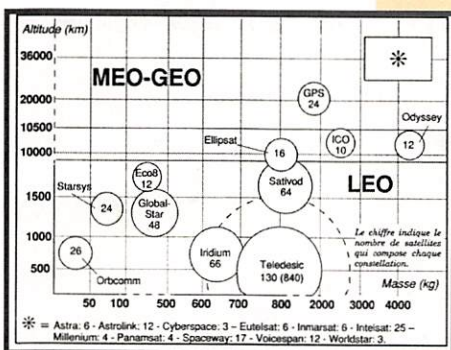 Altitude (km)
36000
MEO-GEO
GPS
24
20000
Odyssey
10500
Ellipsat
ICO
10
12
10000
16
Eco8
12
LEO
Starsys
Sativod
64
1500
24
Global-
Star
48
Le chiffre indique le
nombre de satellites
qui compose chaque
constellation.
1000
26
Iridium
66
Teledesic
130 (840)
500
Orbcomm
Masse (kg)
50 100 500 600 700 800 2000 3000 4000
= Astra: 6 - Astrolink: 12 - Cyberspace: 3 – Eutelsat: 6 - Inmarsat: 6 - Intelsat: 25 –
Millenium: 4 - Panamsat: 4 - Spaceway: 17 - Voicespan: 12 - Worldstar: 3.